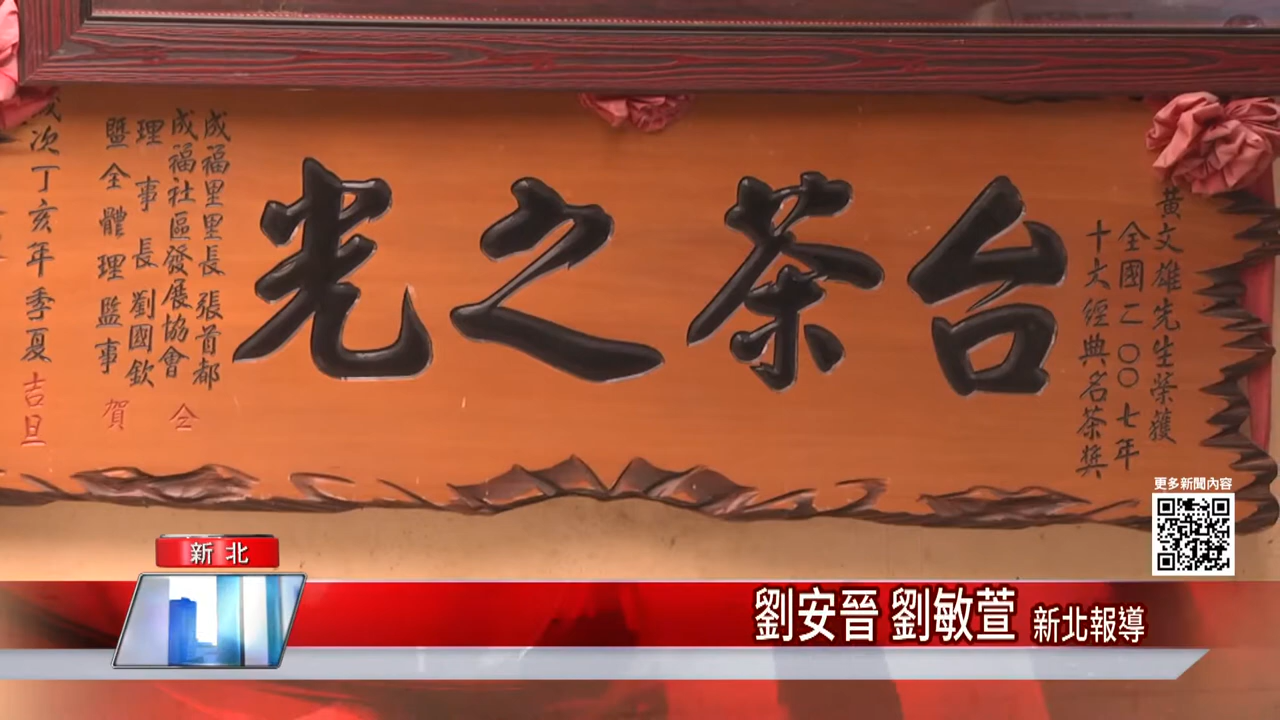 黃文雄先生榮獲
全國二〇〇七年
十大經典名茶獎
台茶之光
成福里里長 張首都
成福社區發展協會 仝
理事長 劉國欽
暨全體理監事 賀
歲次丁亥年季夏吉旦
更多新聞內容
新北
劉安晉 劉敏萱 新北報導